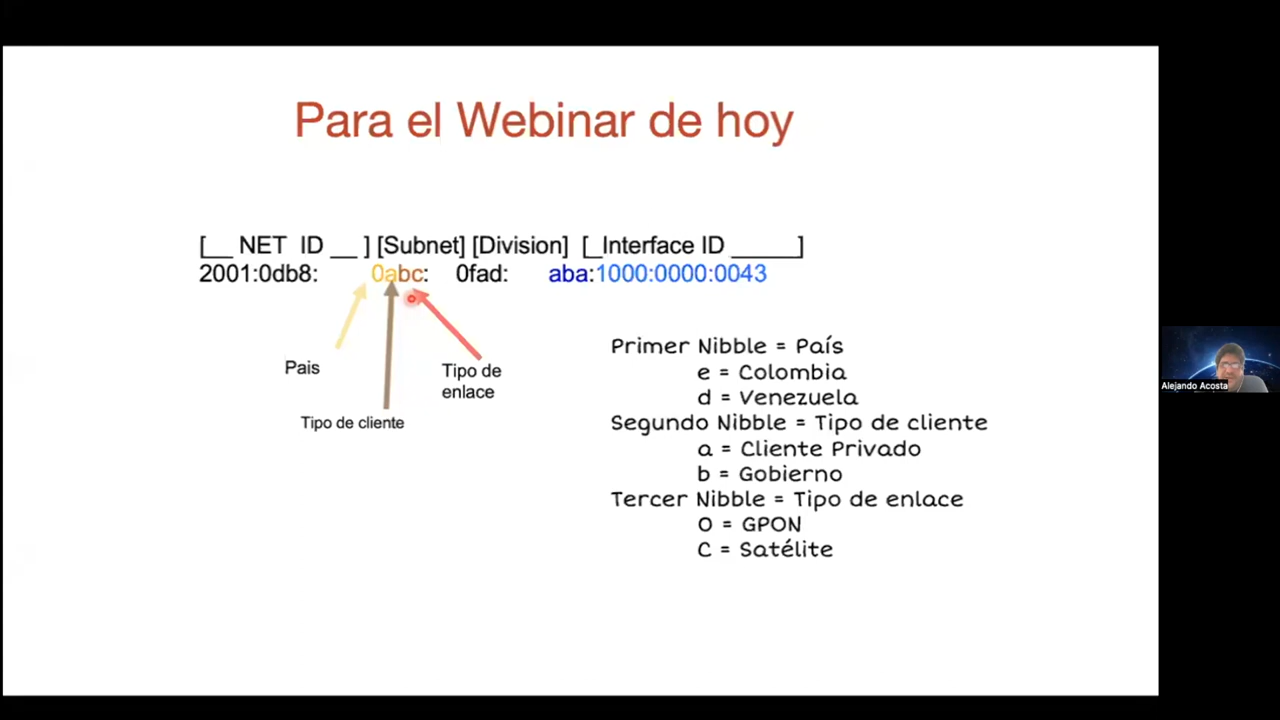 Para el Webinar de hoy
[__ NET ID __ ] [Subnet] [Division] [_Interface ID _____]
2001:0db8: 0abc: 0fad: aba:1000:0000:0043
Pais
Tipo de cliente
Tipo de
enlace
Primer Nibble = País
e = Colombia
d = Venezuela
Segundo Nibble = Tipo de cliente
a = Cliente Privado
b = Gobierno
Tercer Nibble = Tipo de enlace
0 = GPON
C = Satélite
Alejando Acosta